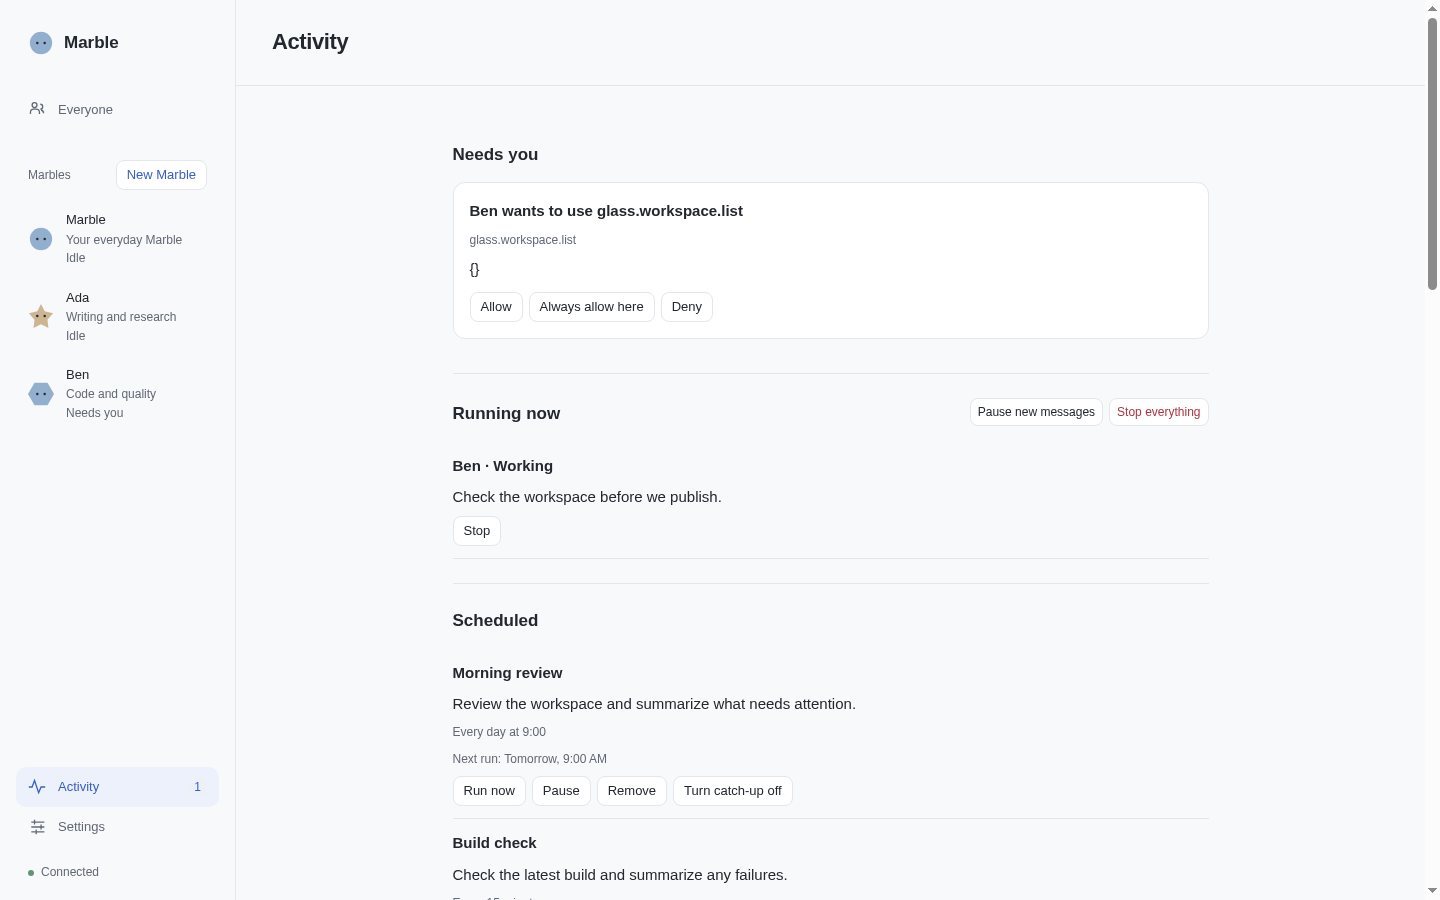 Marble
Everyone
Marbles
New Marble
Marble
Your everyday Marble
Idle
Ada
Writing and research
Idle
Ben
Code and quality
Needs you
Activity 1
Settings
Connected
Activity
Needs you
Ben wants to use glass.workspace.list
glass.workspace.list
{}
Allow Always allow here Deny
Running now
Pause new messages Stop everything
Ben · Working
Check the workspace before we publish.
Stop
Scheduled
Morning review
Review the workspace and summarize what needs attention.
Every day at 9:00
Next run: Tomorrow, 9:00 AM
Run now Pause Remove Turn catch-up off
Build check
Check the latest build and summarize any failures.